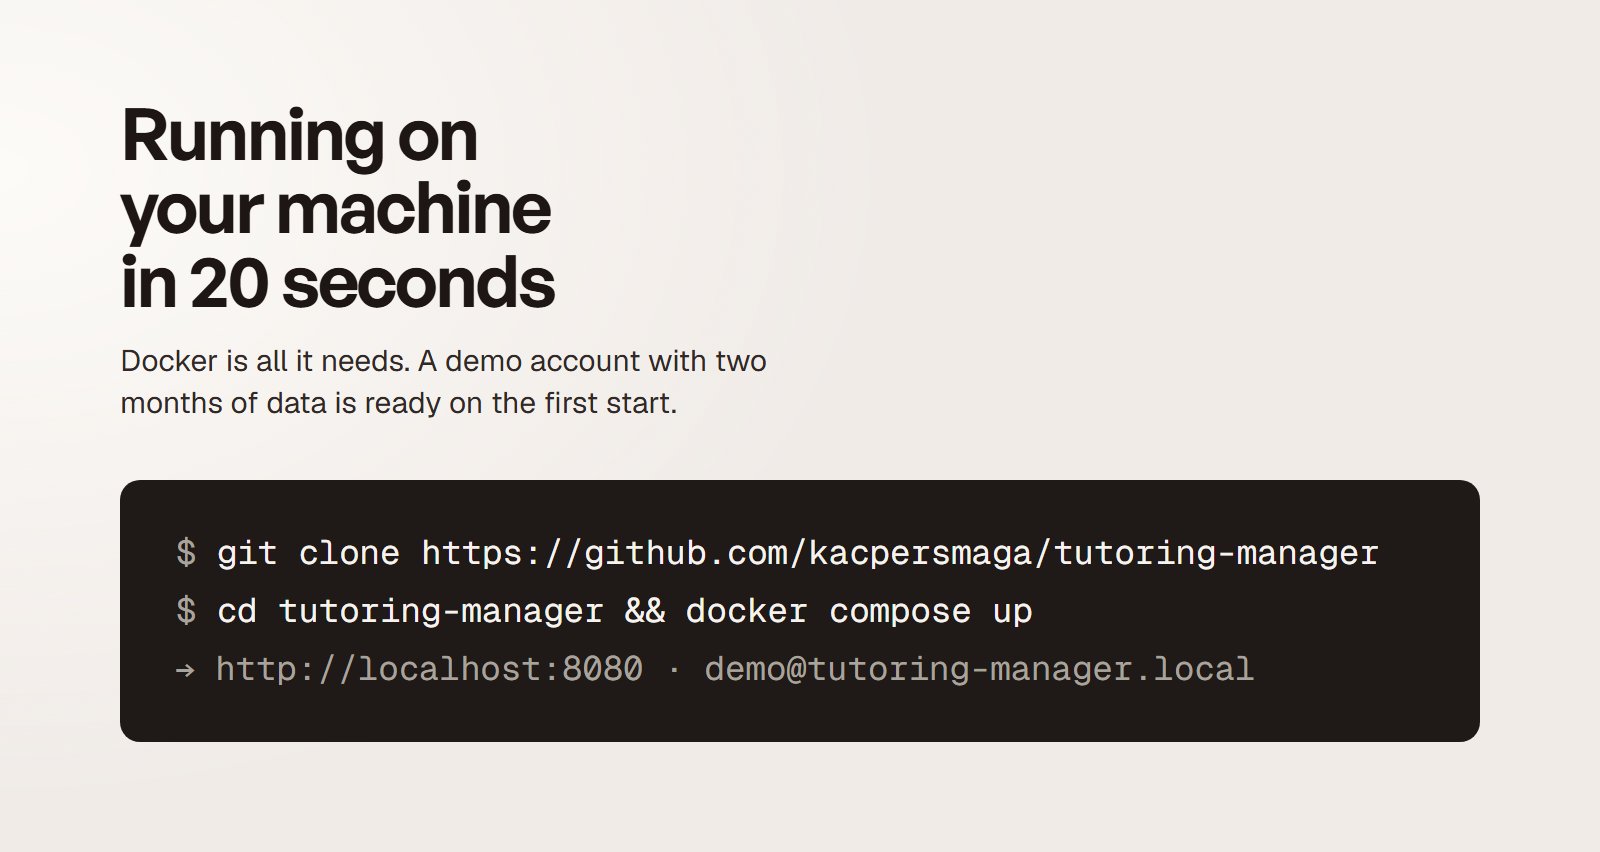 Running on
your machine
in 20 seconds
Docker is all it needs. A demo account with two
months of data is ready on the first start.
$ git clone https://github.com/kacpersmaga/tutoring-manager
$ cd tutoring-manager && docker compose up
→ http://localhost:8080 · demo@tutoring-manager.local